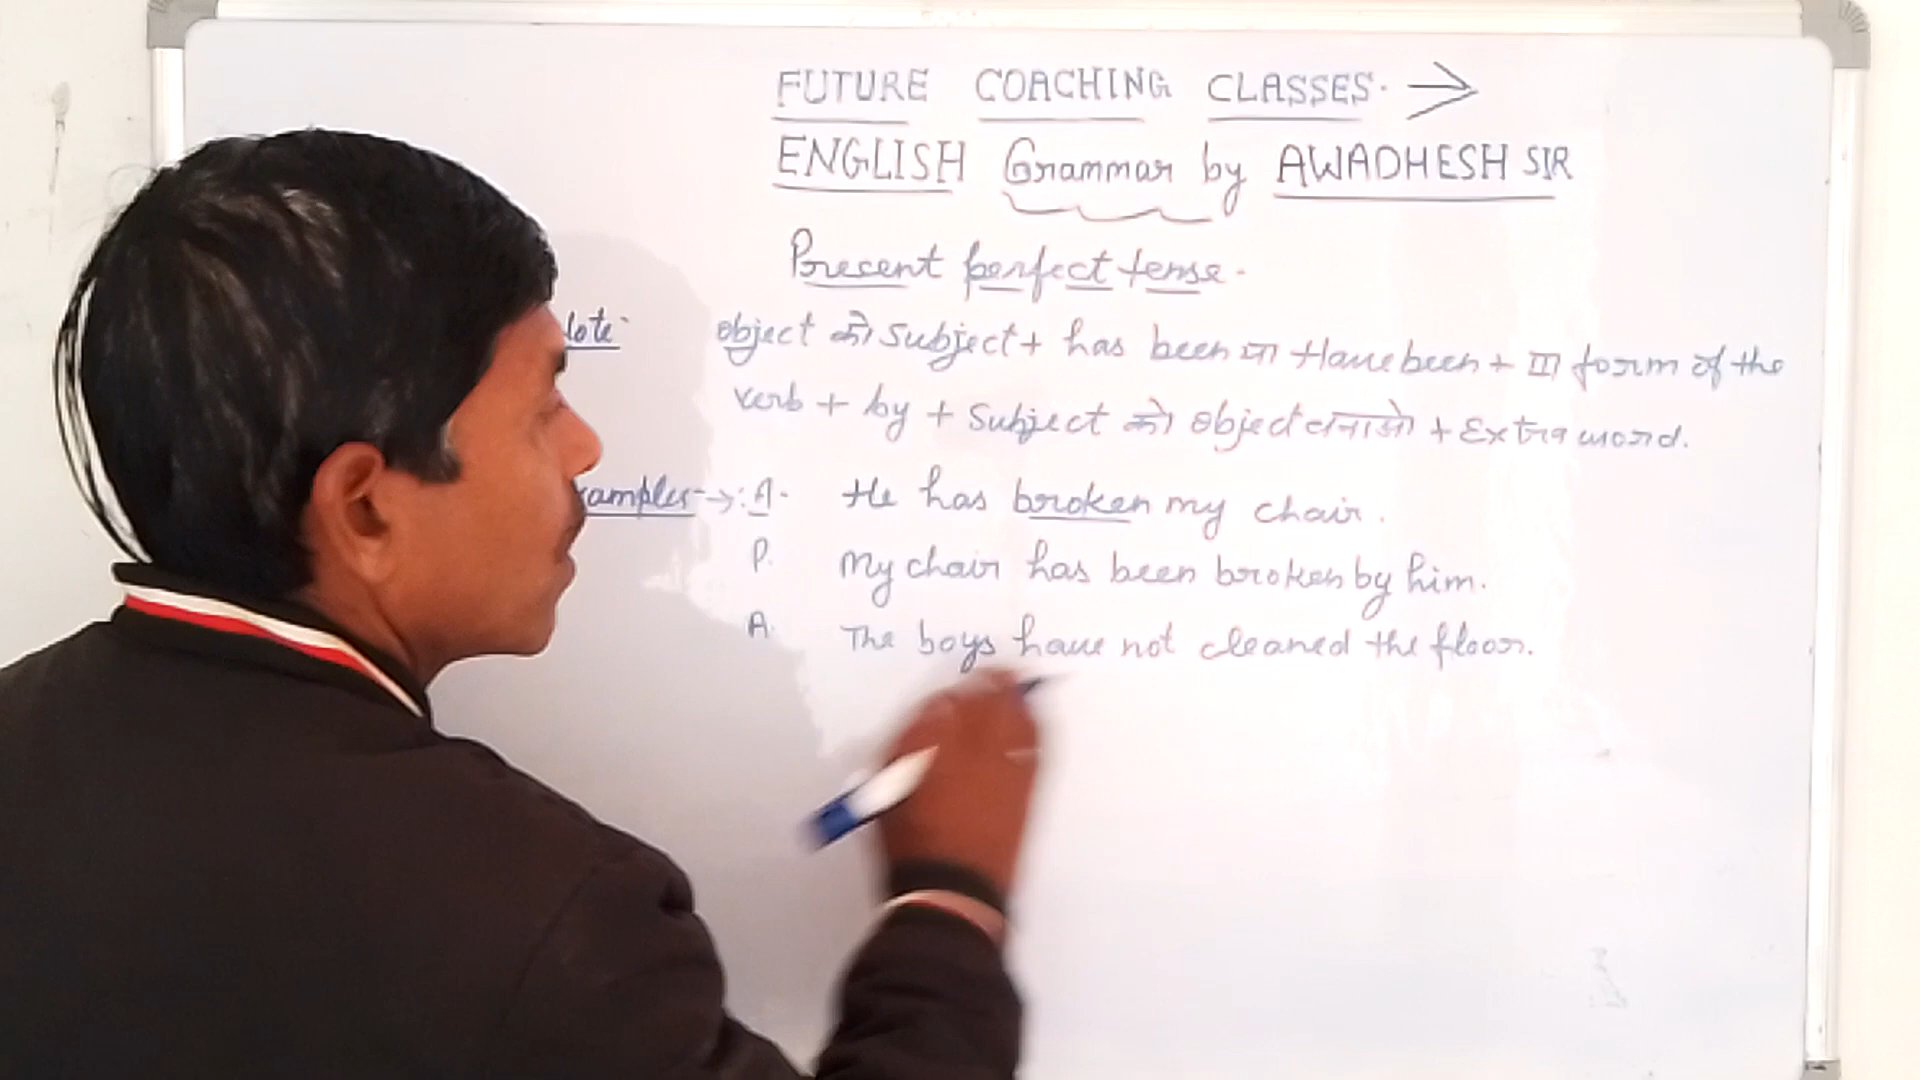 FUTURE COACHING CLASSES. →
ENGLISH Grammar by AWADHESH SIR
Precent perfect tense.
lote: object को Subject + has been या Have been + III form of the
verb + by + Subject को object बनाओ + Extra word.
xamples →: A. He has broken my chair.
P. My chair has been broken by him.
A. The boys have not cleaned the floor.